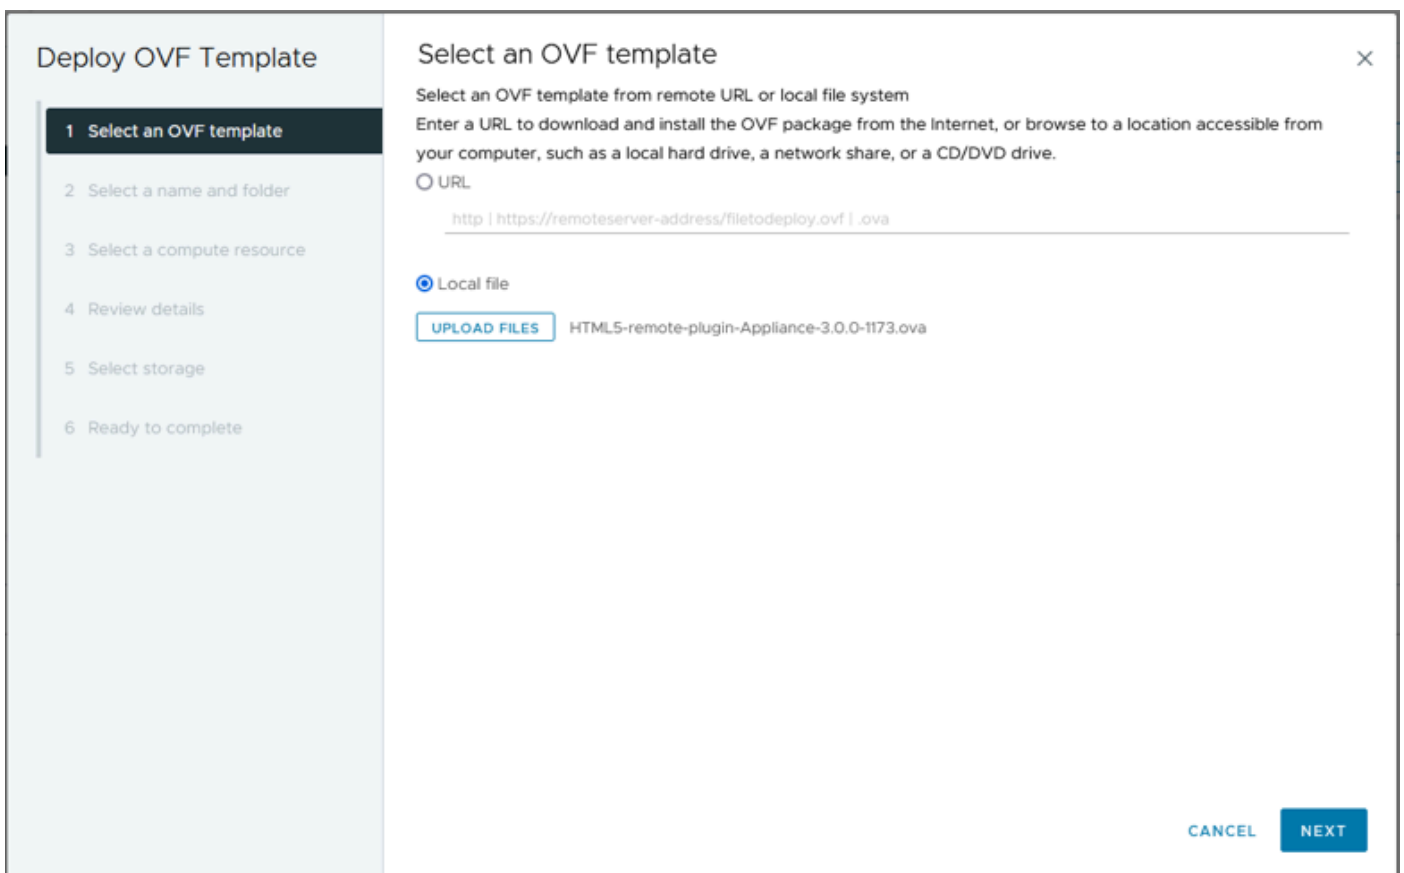 Deploy OVF Template
1 Select an OVF template
2 Select a name and folder
3 Select a compute resource
4 Review details
5 Select storage
6 Ready to complete
Select an OVF template
Select an OVF template from remote URL or local file system
Enter a URL to download and install the OVF package from the Internet, or browse to a location accessible from
your computer, such as a local hard drive, a network share, or a CD/DVD drive.
URL
http | https://remoteserver-address/filetodeploy.ovf | .ova
Local file
UPLOAD FILES HTML5-remote-plugin-Appliance-3.0.0-1173.ova
CANCEL NEXT